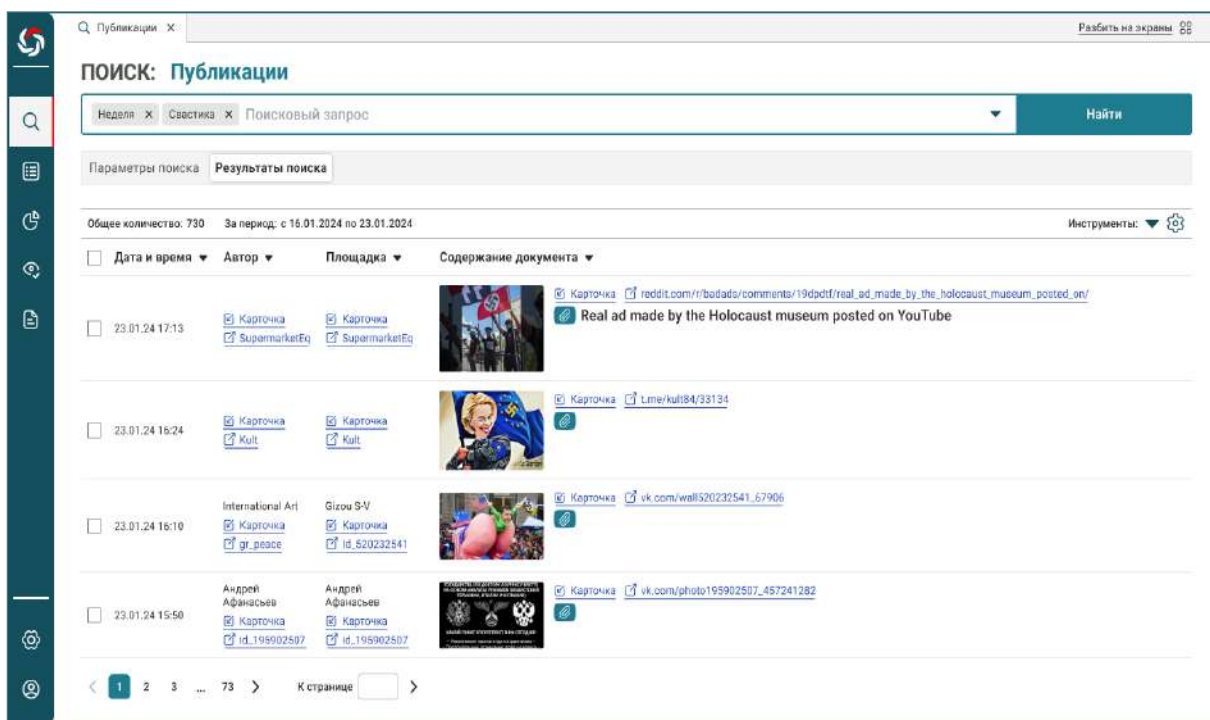 Публикации X
Разбить на экраны
ПОИСК: Публикации
Неделя X Свастика X Поисковый запрос
Найти
Параметры поиска Результаты поиска
Общее количество: 730 За период: с 16.01.2024 по 23.01.2024 Инструменты:
Дата и время Автор Площадка Содержание документа
Карточка reddit.com/r/badads/comments/19dpdtf/real_ad_made_by_the_holocaust_museum_posted_on/
Real ad made by the Holocaust museum posted on YouTube
23.01.24 17:13
Карточка Карточка
SupermarketEq SupermarketEq
Карточка t.me/kult84/33134
23.01.24 16:24
Карточка Карточка
Kult Kult
Карточка vk.com/wall520232541_67906
International Art Gizou S-V
23.01.24 16:10
Карточка Карточка
gr_peace id_520232541
Карточка vk.com/photo195902507_457241282
Андрей Афанасьев Андрей Афанасьев
23.01.24 15:50
Карточка Карточка
id_195902507 id_195902507
1 2 3 ... 73 К странице